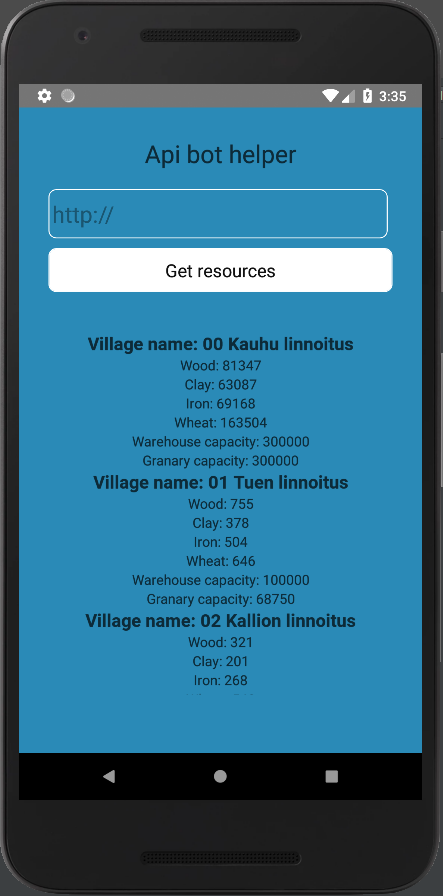 3:35
Api bot helper
http://
Get resources
Village name: 00 Kauhu linnoitus
Wood: 81347
Clay: 63087
Iron: 69168
Wheat: 163504
Warehouse capacity: 300000
Granary capacity: 300000
Village name: 01 Tuen linnoitus
Wood: 755
Clay: 378
Iron: 504
Wheat: 646
Warehouse capacity: 100000
Granary capacity: 68750
Village name: 02 Kallion linnoitus
Wood: 321
Clay: 201
Iron: 268